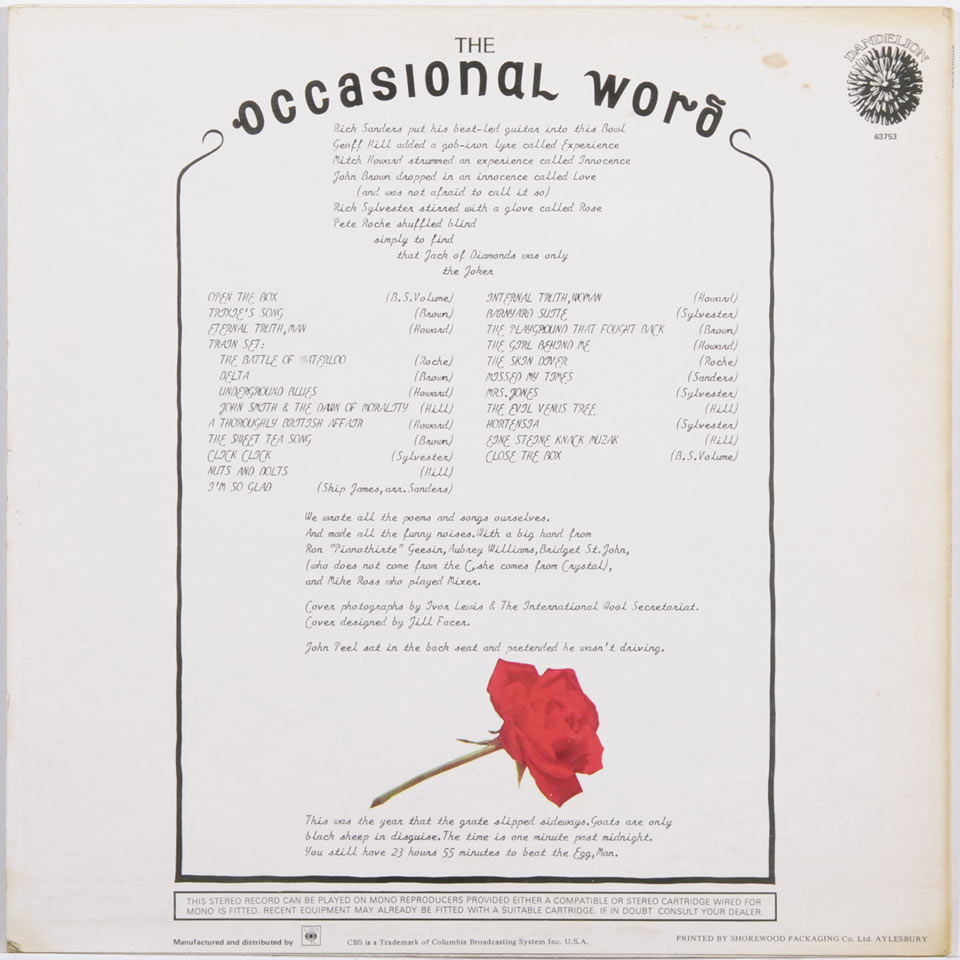 THE
OCCASIONAL WORD
DANDELION
63753
Rich Sanders put his best-led guitar into this Bowl
Geoff Hill added a gob-iron lyre called Experience
Mitch Howard strummed an experience called Innocence
John Brown dropped in an innocence called Love
(and was not afraid to call it so)
Rich Sylvester stirred with a glove called Rose
Pete Roche shuffled blind
simply to find
that Jack of Diamonds was only
the Joker
OPEN THE BOX (B.S.Volume)
TRIXIE'S SONG (Brown)
ETERNAL TRUTH,MAN (Howard)
TRAIN SET:
THE BATTLE OF WATERLOO (Roche)
DELTA (Brown)
UNDERGROUND BLUES (Howard)
JOHN SMITH & THE DAWN OF MORALITY (Hill)
A THOROUGHLY BRITISH AFFAIR (Howard)
THE SWEET TEA SONG (Brown)
CLICK CLICK (Sylvester)
NUTS AND BOLTS (Hill)
I'M SO GLAD (Skip James,arr.Sanders)
INTERNAL TRUTH,WOMAN (Howard)
BARNYARD SUITE (Sylvester)
THE PLAYGROUND THAT FOUGHT BACK (Brown)
THE GIRL BEHIND ME (Howard)
THE SKIN DIVER (Roche)
MISSED MY TIMES (Sanders)
MRS.JONES (Sylvester)
THE EVIL VENUS TREE (Hill)
HORTENSIA (Sylvester)
EINE STEINE KNACK MUZAK (Hill)
CLOSE THE BOX (B.S.Volume)
We wrote all the poems and songs ourselves.
And made all the funny noises.With a big hand from
Ron "Pianothirte" Geesin,Aubrey Williams,Bridget St.John,
(who does not come from the C,she comes from Crystal),
and Mike Ross who played Mixer.
Cover photographs by Ivor Lewis & The International Wool Secretariat.
Cover designed by Jill Facer.
John Peel sat in the back seat and pretended he wasn't driving.
This was the year that the grate slipped sideways.Goats are only
black sheep in disguise.The time is one minute past midnight.
You still have 23 hours 55 minutes to beat the Egg,Man.
THIS STEREO RECORD CAN BE PLAYED ON MONO REPRODUCERS PROVIDED EITHER A COMPATIBLE OR STEREO CARTRIDGE WIRED FOR
MONO IS FITTED. RECENT EQUIPMENT MAY ALREADY BE FITTED WITH A SUITABLE CARTRIDGE. IF IN DOUBT CONSULT YOUR DEALER.
Manufactured and distributed by CBS is a Trademark of Columbia Broadcasting System Inc. U.S.A. PRINTED BY SHOREWOOD PACKAGING Co. Ltd. AYLESBURY